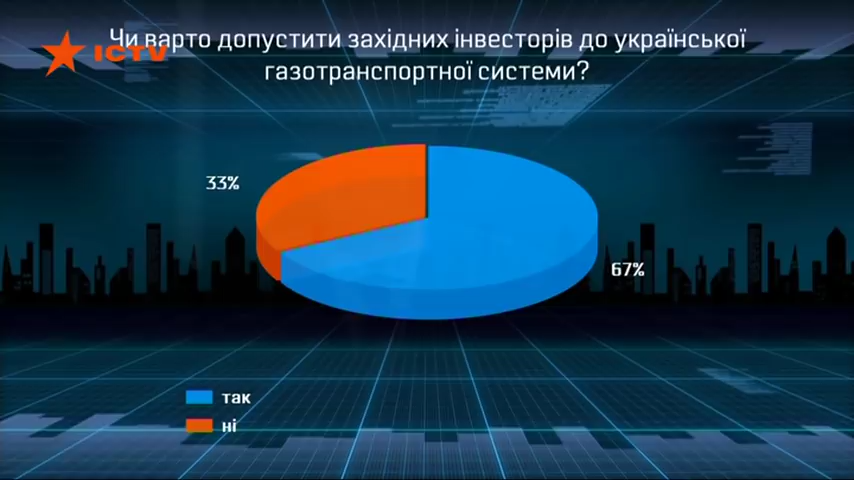 Чи варто допустити західних інвесторів до української
ICTV
газотранспортної системи?
33%
67%
так
ні